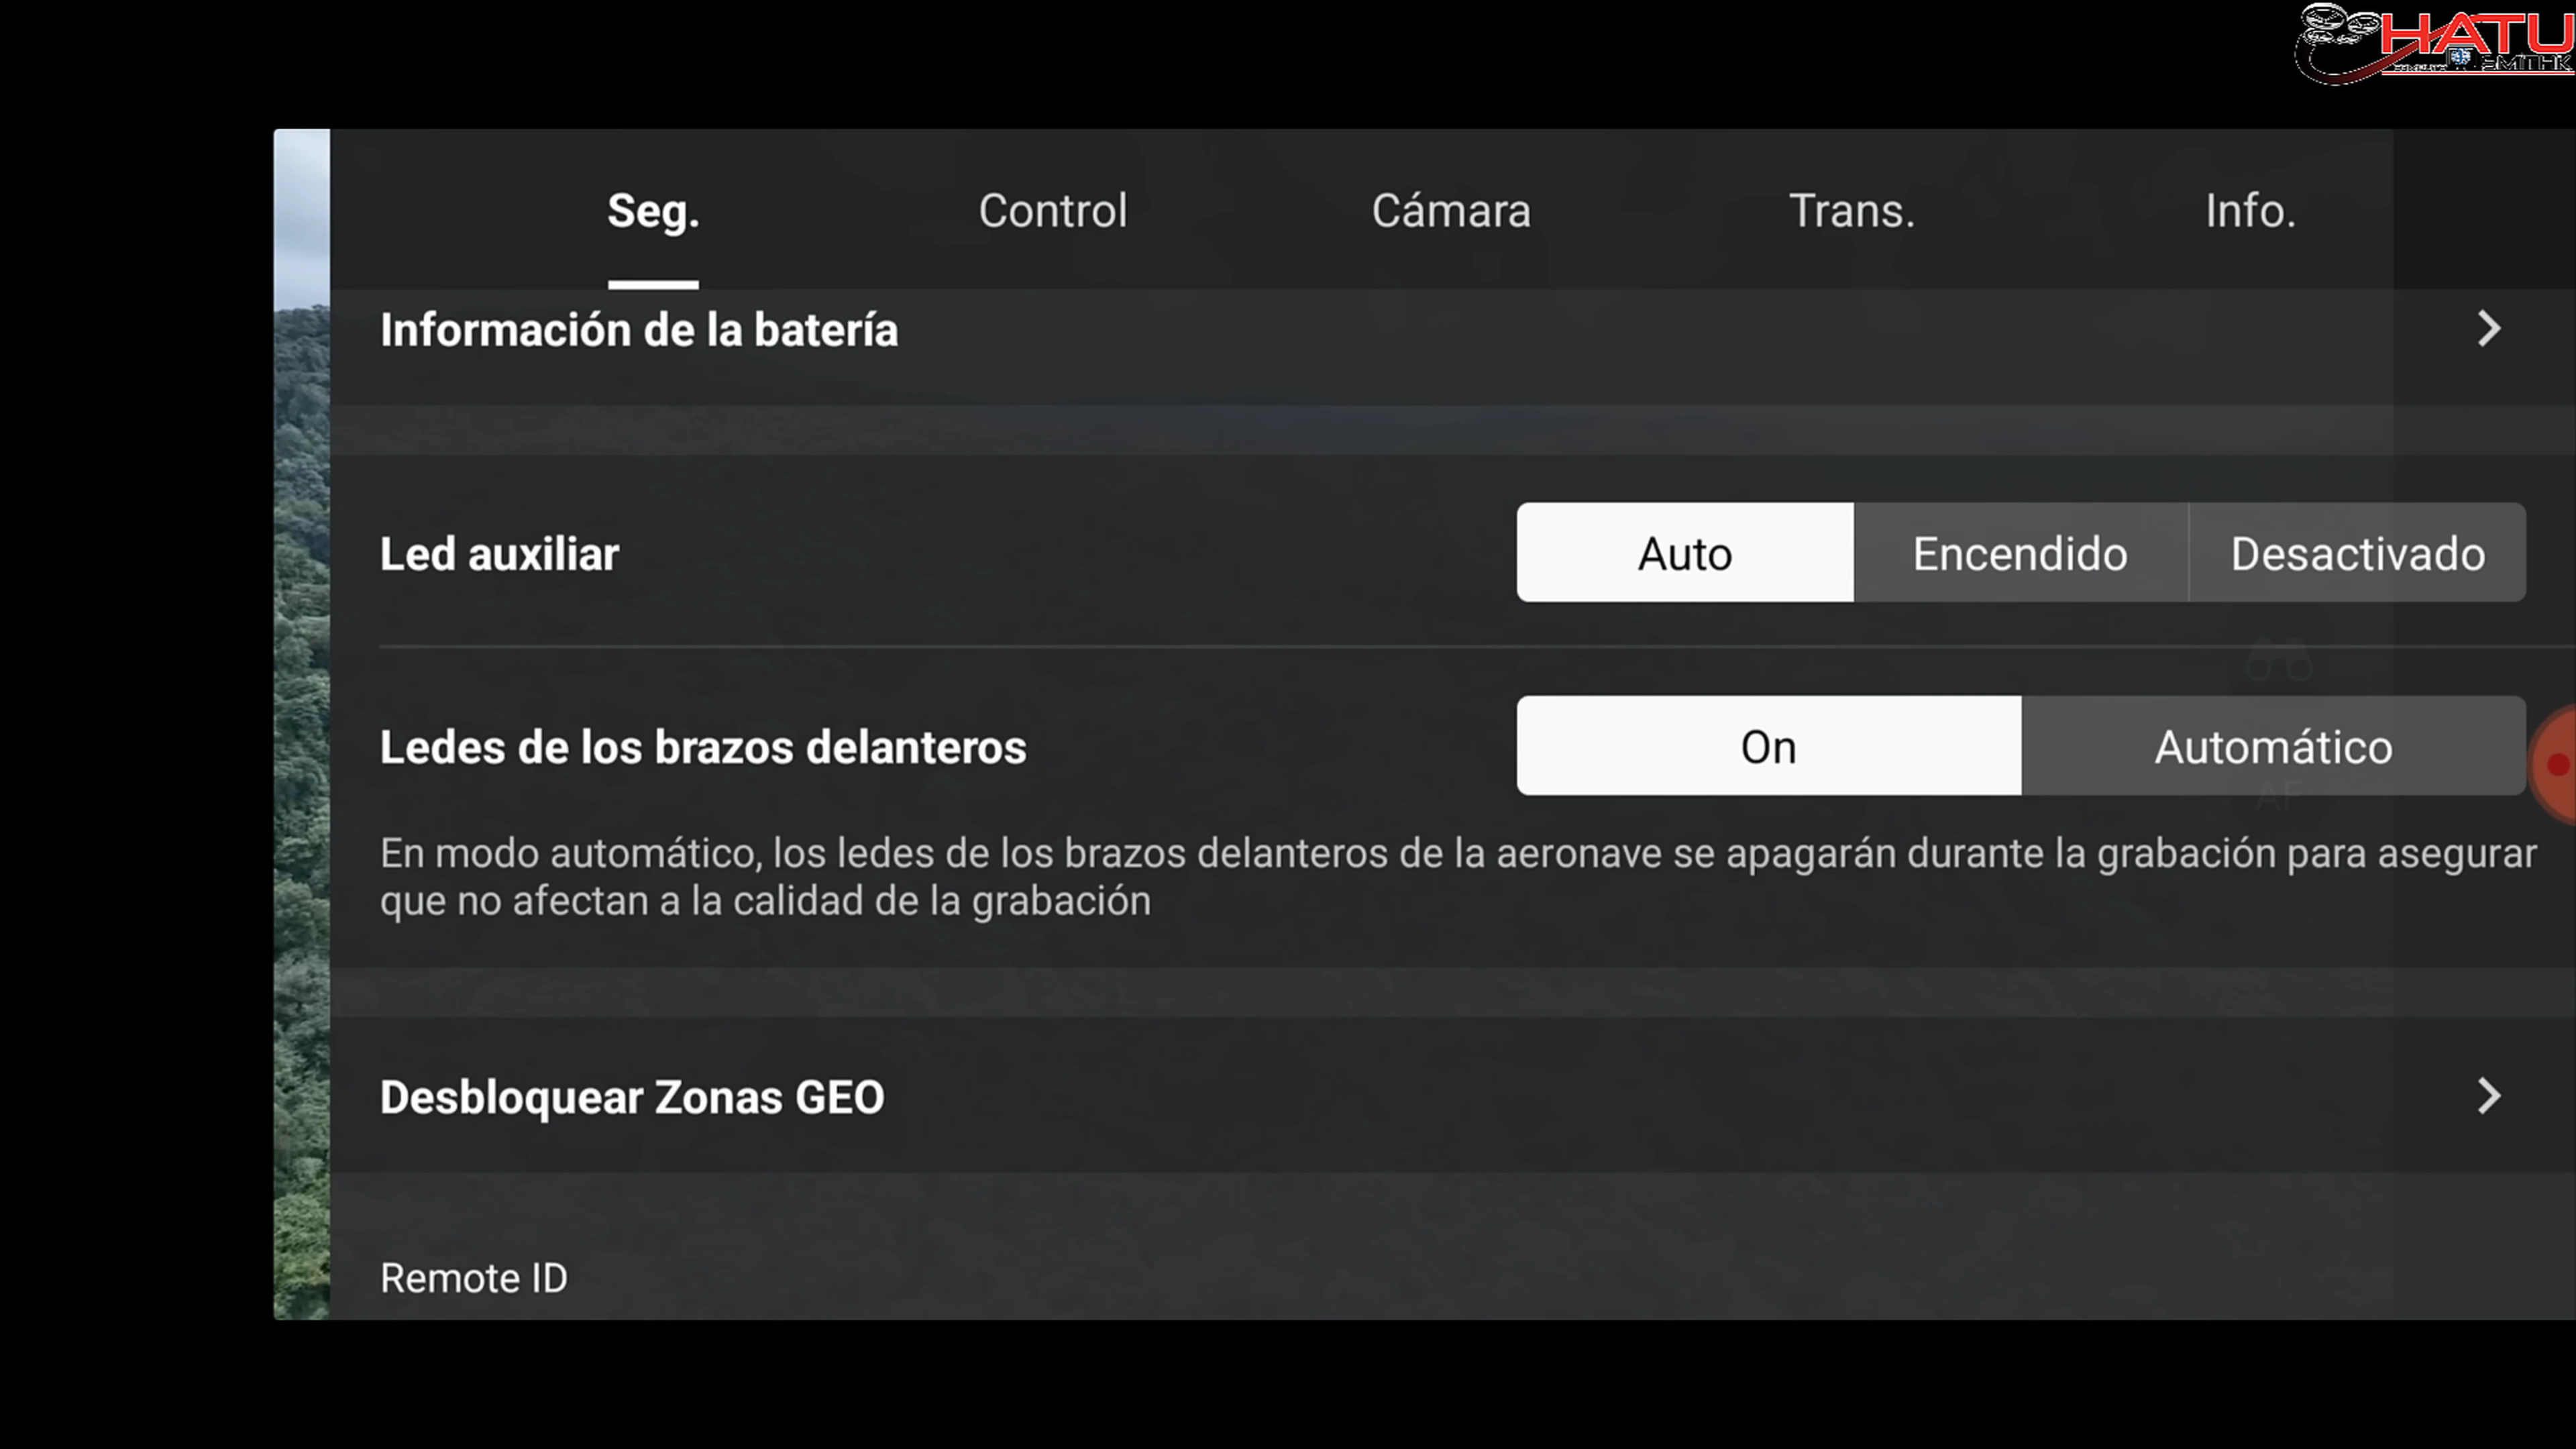 HATU
SMITHK
Seg. Control Cámara Trans. Info.
Información de la batería
Led auxiliar Auto Encendido Desactivado
Ledes de los brazos delanteros On Automático
AF
En modo automático, los ledes de los brazos delanteros de la aeronave se apagarán durante la grabación para asegurar
que no afectan a la calidad de la grabación
Desbloquear Zonas GEO
Remote ID